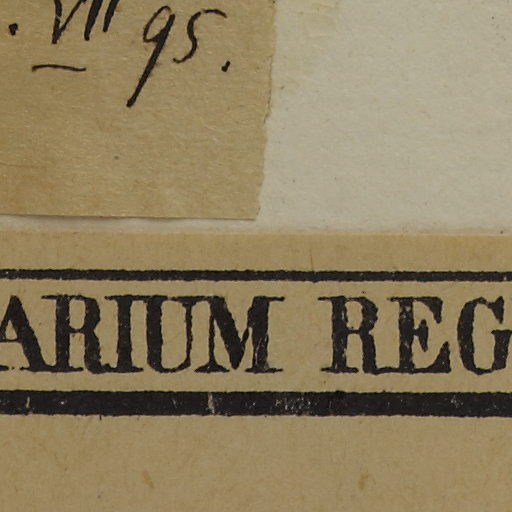 . VII 95.
ARIUM REG